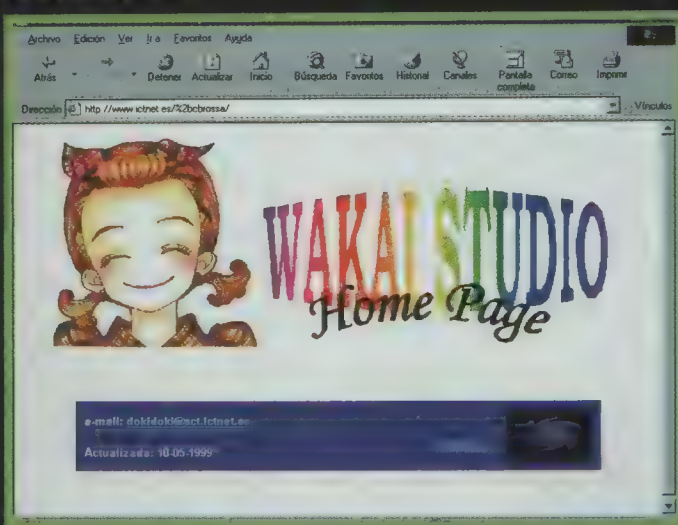 Archivo Edición Ver Ir a Favoritos Ayuda
Atrás Detener Actualizar Inicio Búsqueda Favoritos Historial Canales Pantalla completa Correo Imprimir
Dirección http://www.ictnet.es/%2bcbrossa/ Vínculos
WAKAI STUDIO
Home Page
e-mail: dokidoki@act.ictnet.es
Actualizada: 10-05-1999